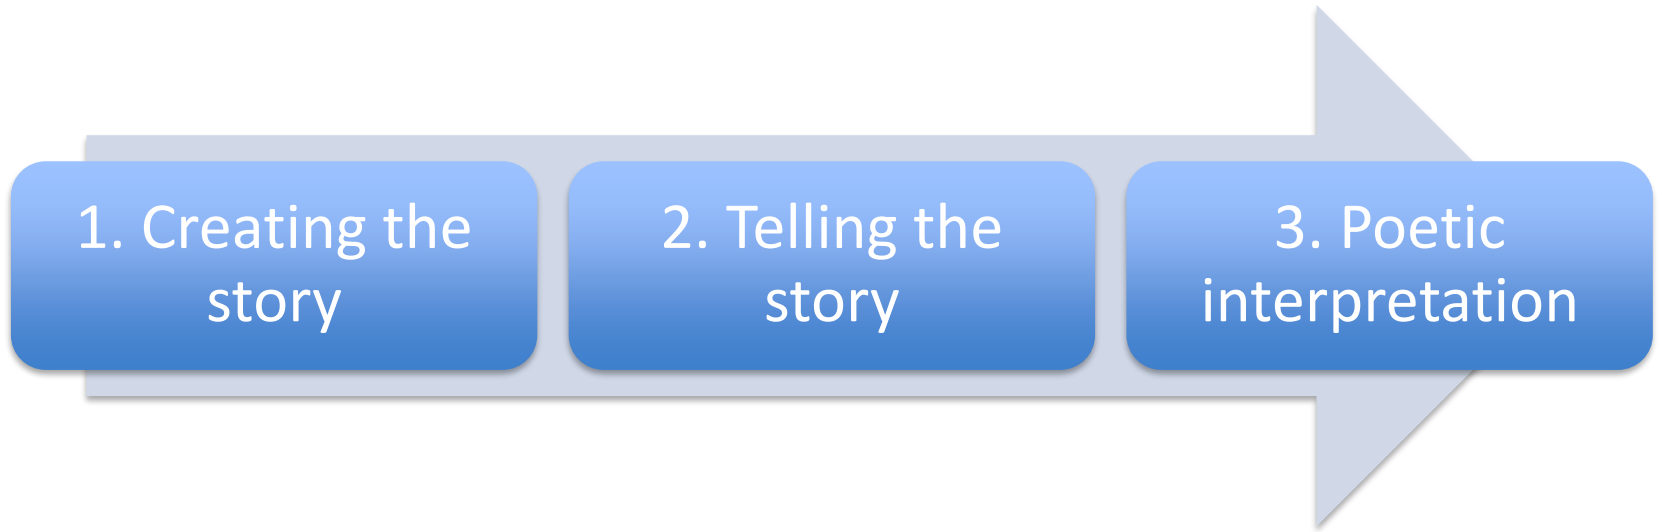 1. Creating the
story
2. Telling the
story
3. Poetic
interpretation